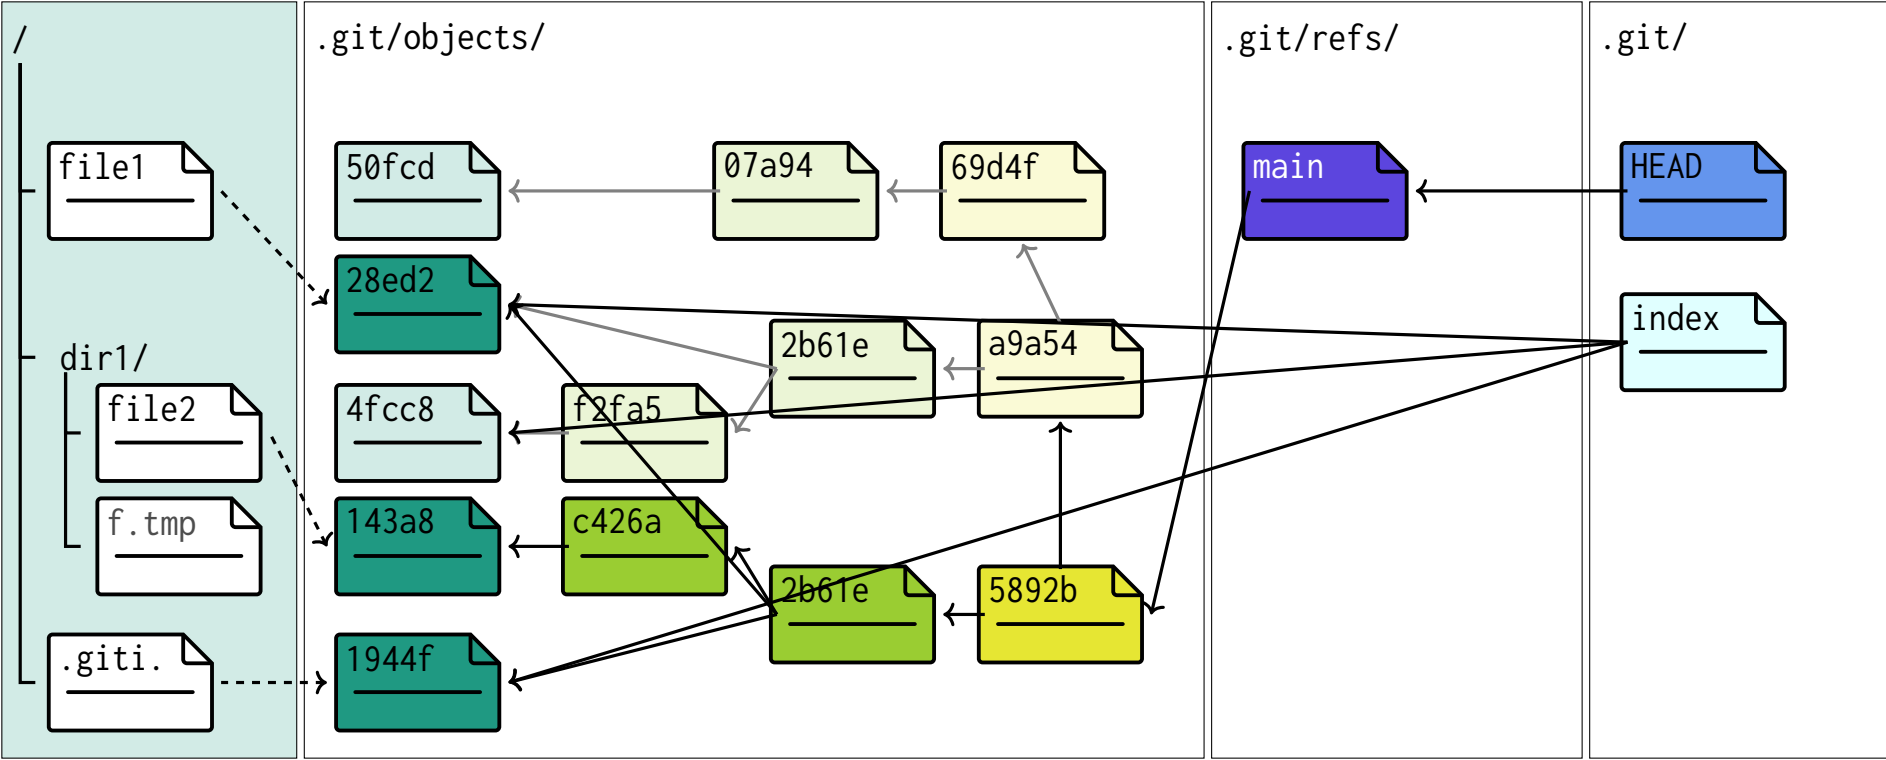 /
.git/objects/
.git/refs/
.git/
file1
50fcd
07a94
69d4f
main
HEAD
28ed2
index
dir1/
2b61e
a9a54
file2
4fcc8
f2fa5
f.tmp
143a8
c426a
2b61e
5892b
.giti.
1944f